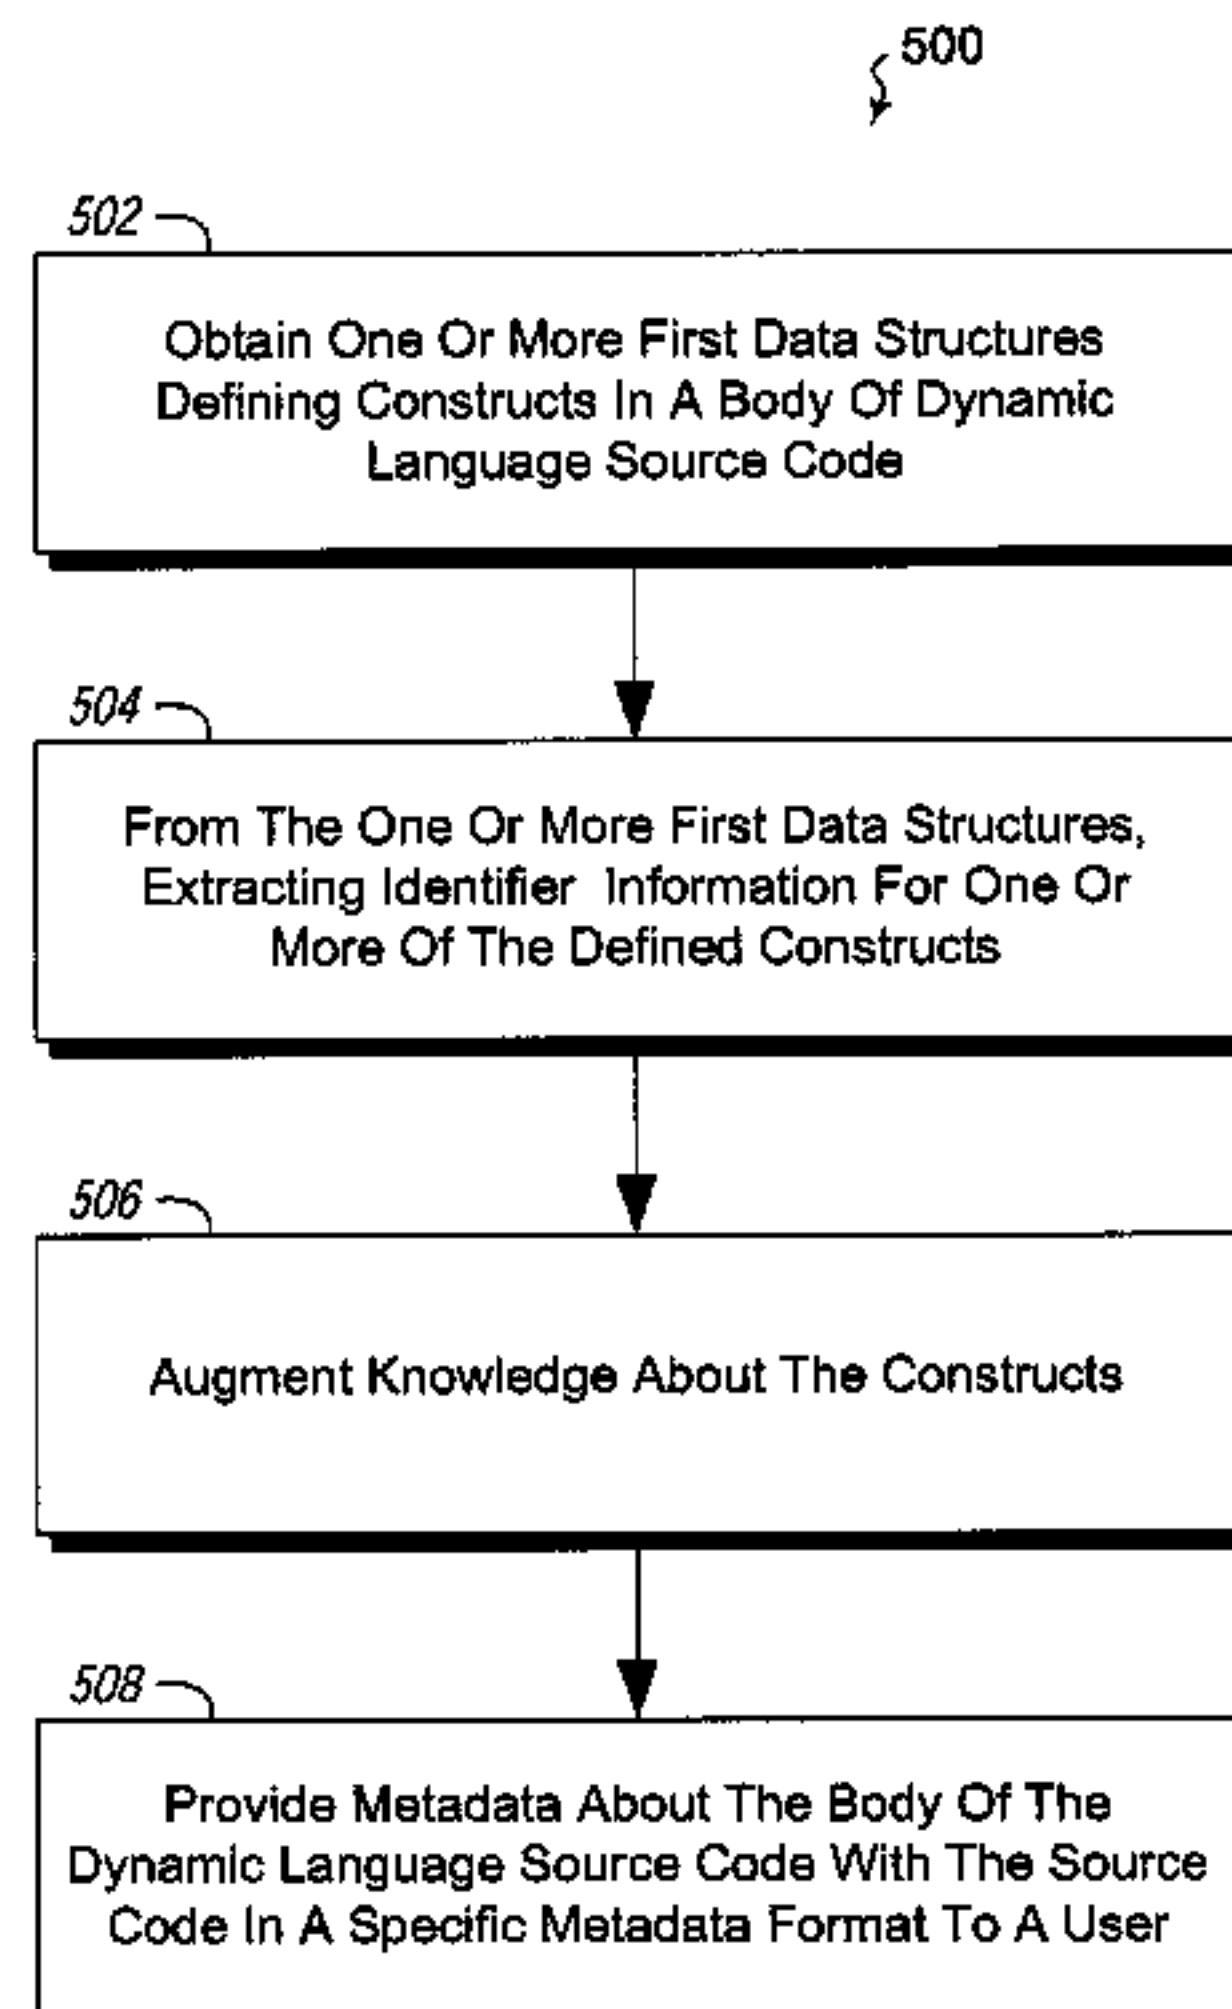 500
502
Obtain One Or More First Data Structures
Defining Constructs In A Body Of Dynamic
Language Source Code
504
From The One Or More First Data Structures,
Extracting Identifier Information For One Or
More Of The Defined Constructs
506
Augment Knowledge About The Constructs
508
Provide Metadata About The Body Of The
Dynamic Language Source Code With The Source
Code In A Specific Metadata Format To A User